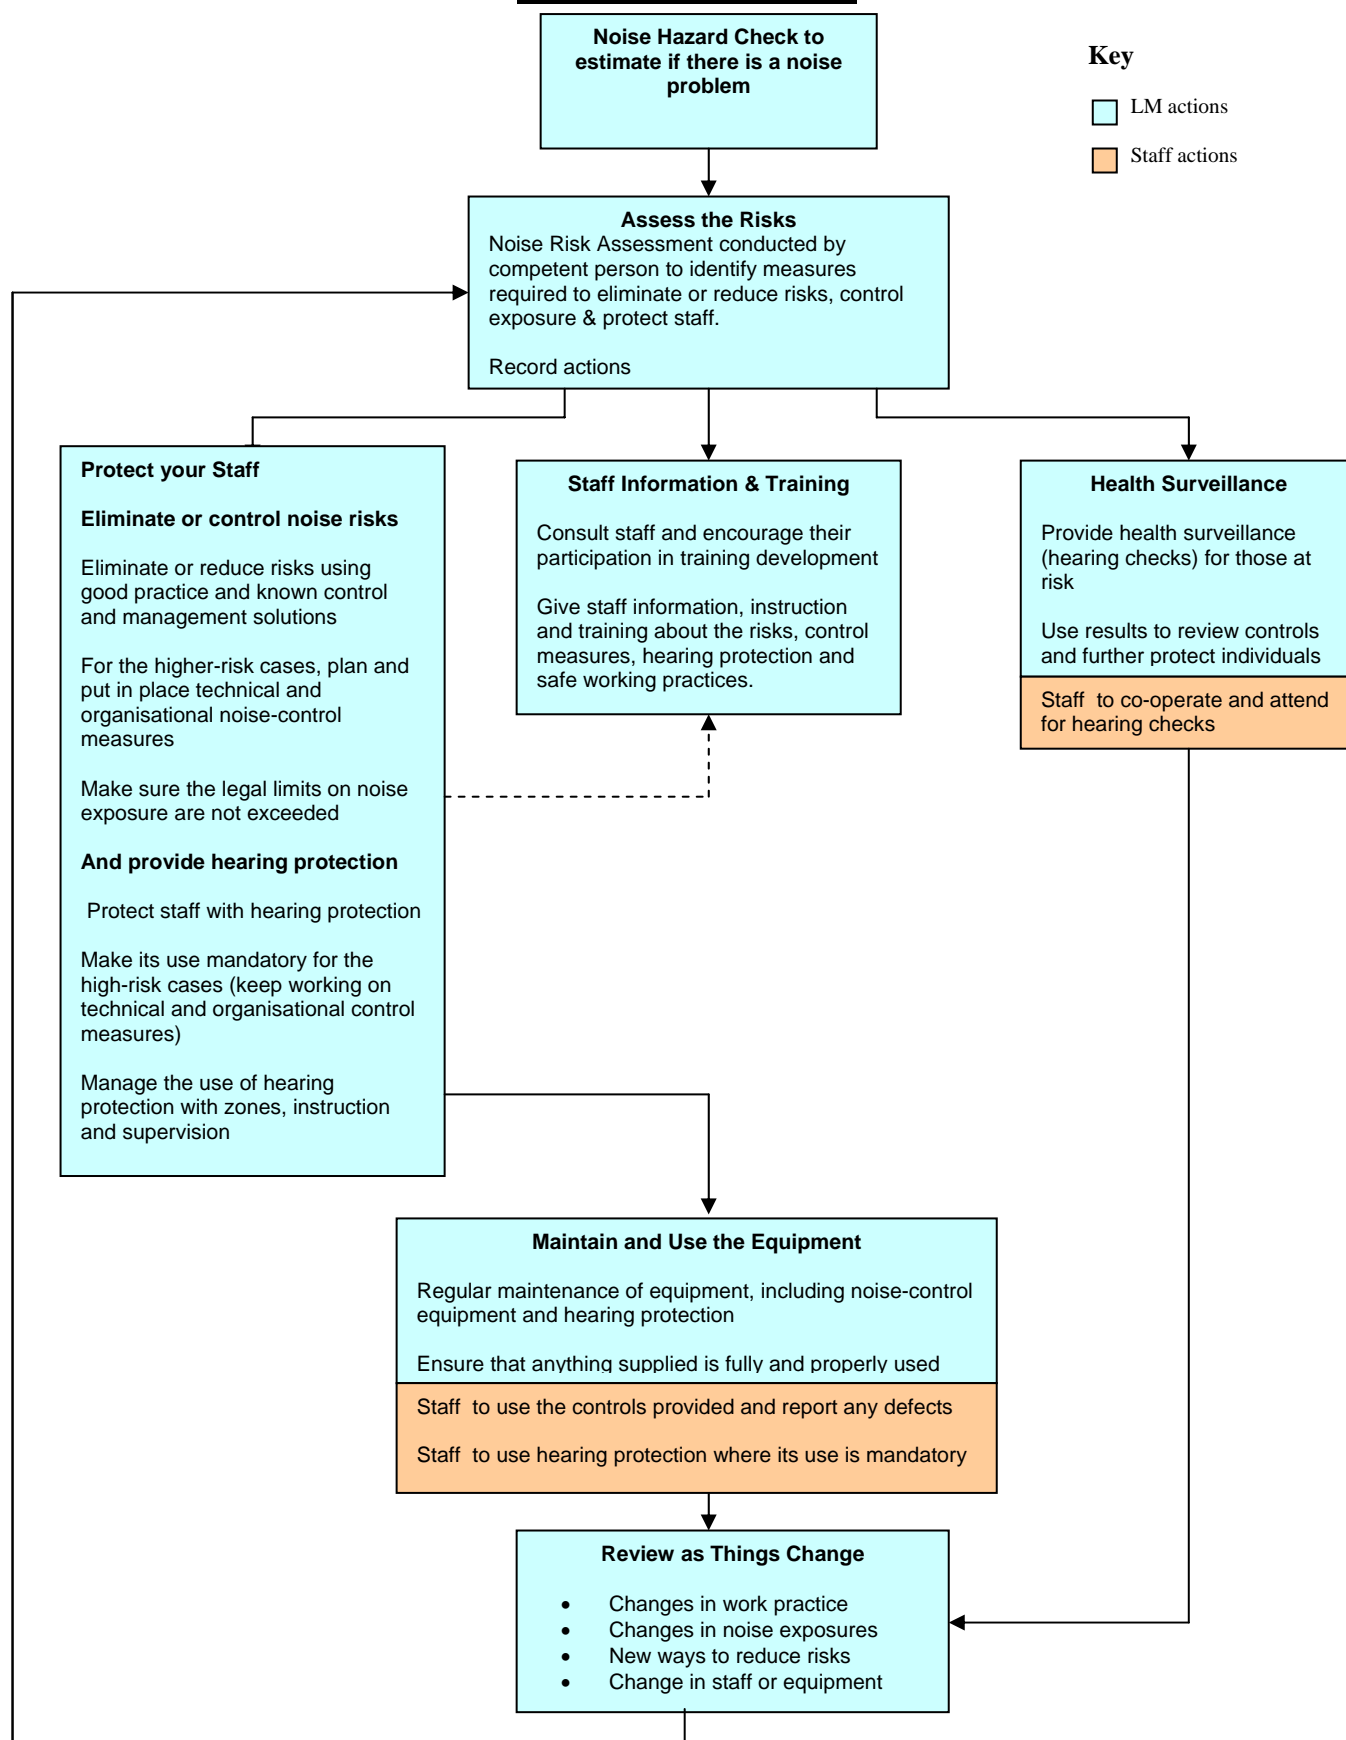 Noise Hazard Check to
estimate if there is a noise
problem
Key
LM actions
Staff actions
Assess the Risks
Noise Risk Assessment conducted by
competent person to identify measures
required to eliminate or reduce risks, control
exposure & protect staff.
Record actions
Protect your Staff
Eliminate or control noise risks
Eliminate or reduce risks using
good practice and known control
and management solutions
For the higher-risk cases, plan and
put in place technical and
organisational noise-control
measures
Make sure the legal limits on noise
exposure are not exceeded
And provide hearing protection
Protect staff with hearing protection
Make its use mandatory for the
high-risk cases (keep working on
technical and organisational control
measures)
Manage the use of hearing
protection with zones, instruction
and supervision
Staff Information & Training
Consult staff and encourage their
participation in training development
Give staff information, instruction
and training about the risks, control
measures, hearing protection and
safe working practices.
Health Surveillance
Provide health surveillance
(hearing checks) for those at
risk
Use results to review controls
and further protect individuals
Staff to co-operate and attend
for hearing checks
Maintain and Use the Equipment
Regular maintenance of equipment, including noise-control
equipment and hearing protection
Ensure that anything supplied is fully and properly used
Staff to use the controls provided and report any defects
Staff to use hearing protection where its use is mandatory
Review as Things Change
• Changes in work practice
• Changes in noise exposures
• New ways to reduce risks
• Change in staff or equipment